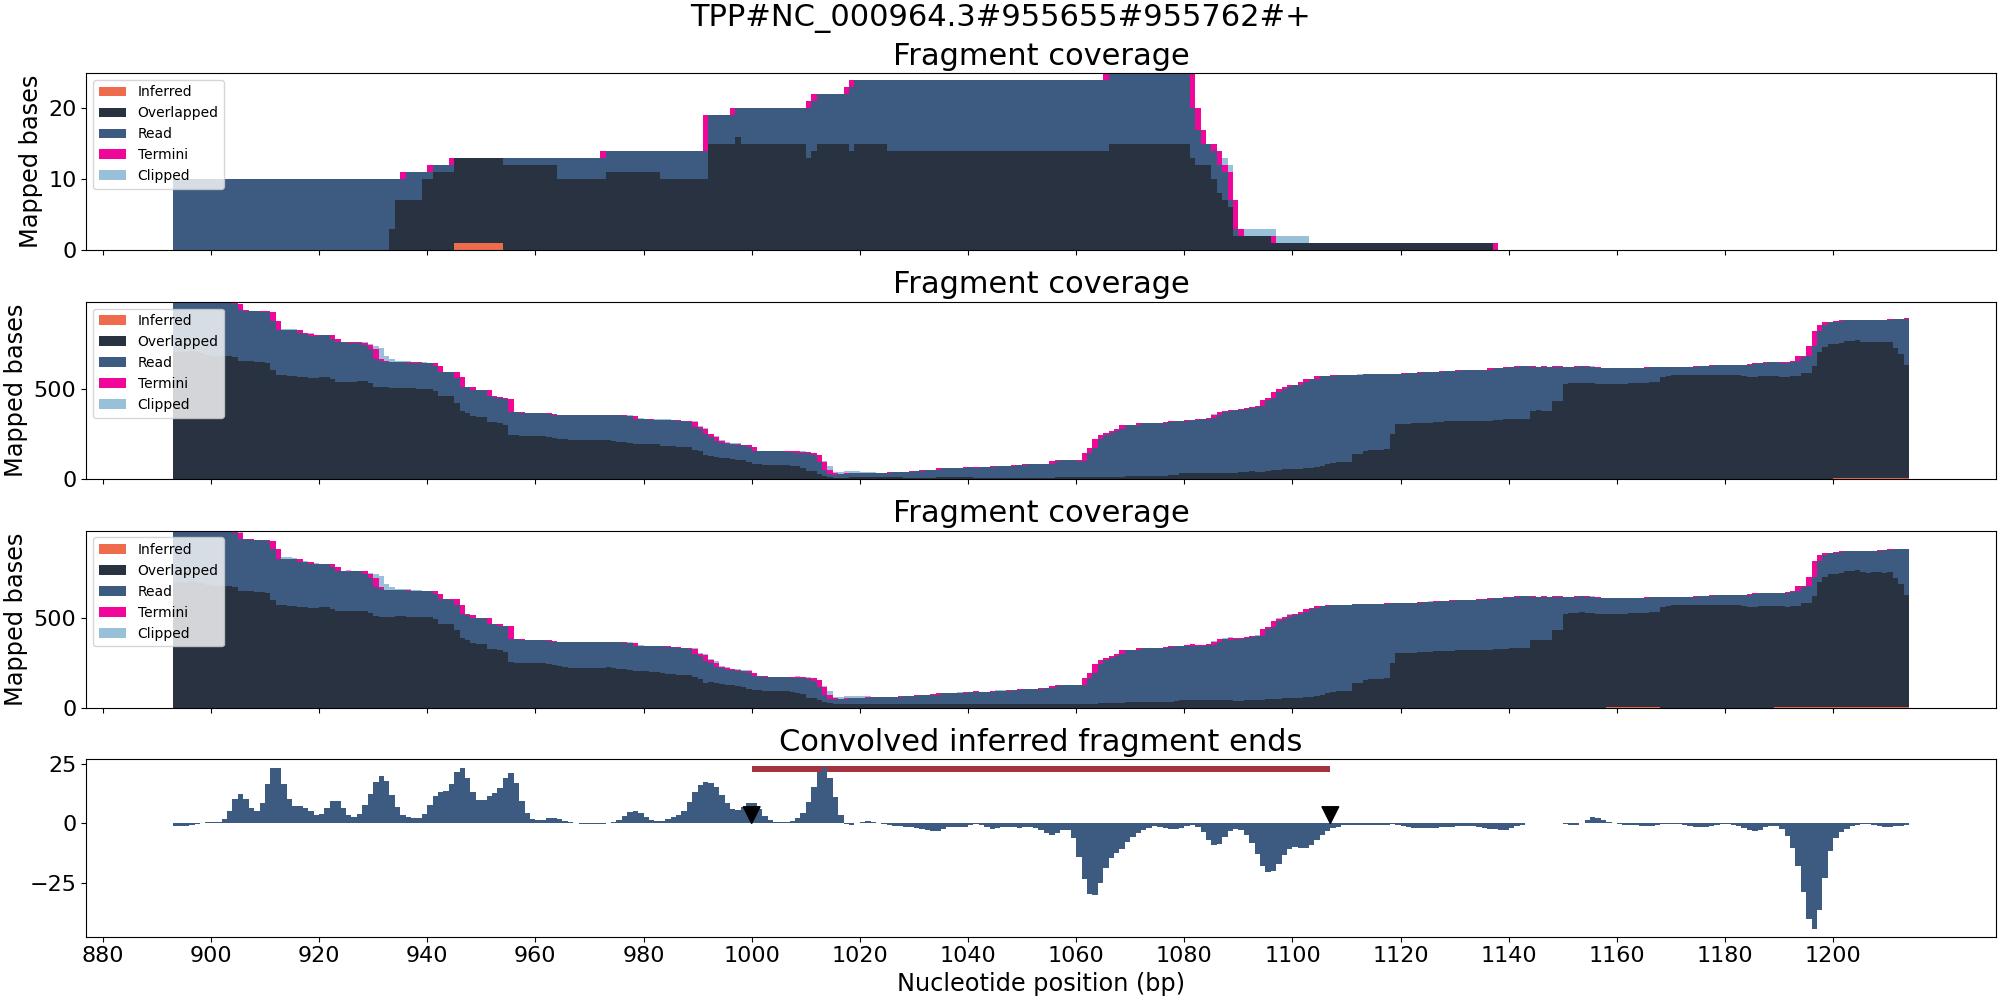 TPP#NC_000964.3#955655#955762#+
Fragment coverage
Mapped bases
20
10
0
Inferred
Overlapped
Read
Termini
Clipped
Fragment coverage
Mapped bases
500
0
Inferred
Overlapped
Read
Termini
Clipped
Fragment coverage
Mapped bases
500
0
Inferred
Overlapped
Read
Termini
Clipped
Convolved inferred fragment ends
25
0
−25
880 900 920 940 960 980 1000 1020 1040 1060 1080 1100 1120 1140 1160 1180 1200
Nucleotide position (bp)